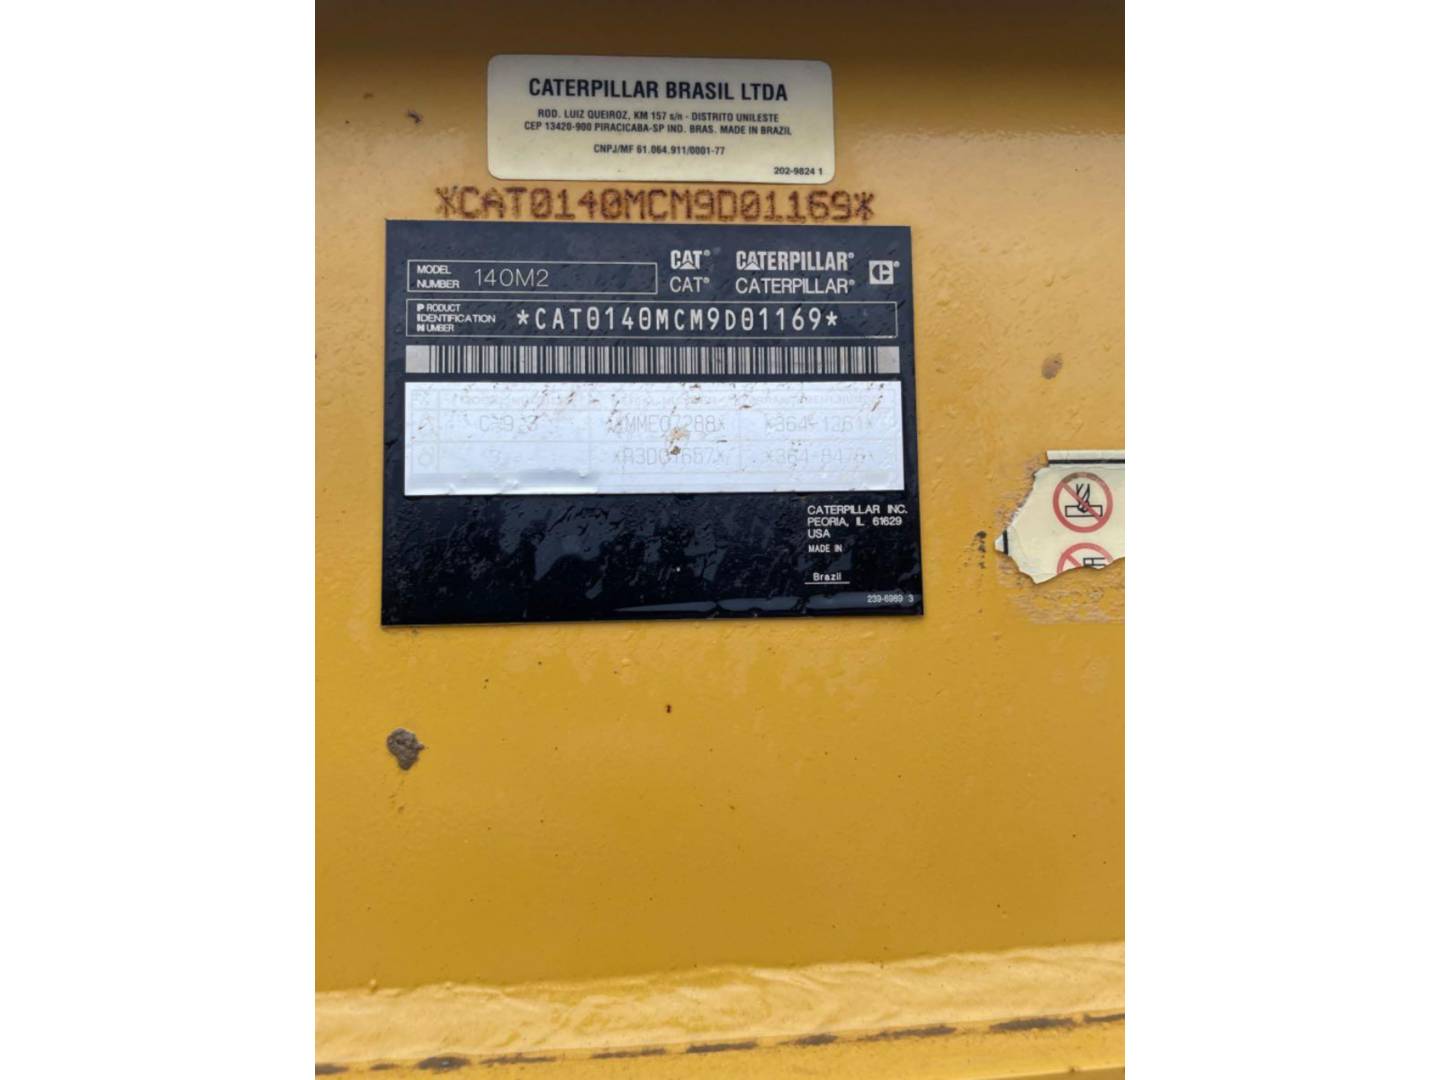 CATERPILLAR BRASIL LTDA
ROD. LUIZ QUEIROZ, KM 157 s/n - DISTRITO UNILESTE
CEP 13420-900 PIRACICABA-SP IND. BRAS. MADE IN BRAZIL
CNPJ/MF 61.064.911/0001-77
202-9824 1
*CAT0140MCM9D01169*
CAT® CATERPILLAR®
MODEL NUMBER 140M2
CAT® CATERPILLAR®
PRODUCT IDENTIFICATION NUMBER *CAT0140MCM9D01169*
*MME07288* *364-1261*
CATERPILLAR INC.
PEORIA, IL 61629
USA
MADE IN
Brazil
239-6989 3